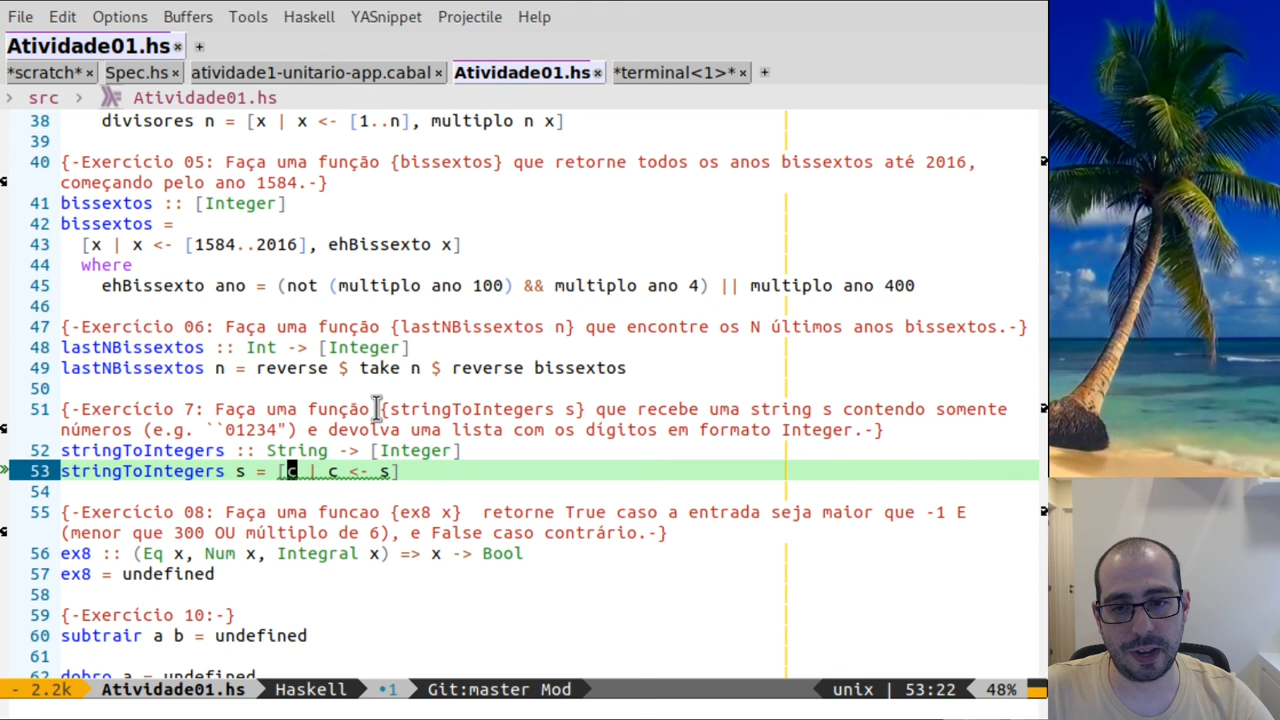 File Edit Options Buffers Tools Haskell YASnippet Projectile Help
Atividade01.hs × +
*scratch* × Spec.hs × atividade1-unitario-app.cabal × Atividade01.hs × *terminal<1>* × +
> src > Atividade01.hs
38 divisores n = [x | x <- [1..n], multiplo n x]
39
40 {-Exercício 05: Faça uma função {bissextos} que retorne todos os anos bissextos até 2016,
começando pelo ano 1584.-}
41 bissextos :: [Integer]
42 bissextos =
43 [x | x <- [1584..2016], ehBissexto x]
44 where
45 ehBissexto ano = (not (multiplo ano 100) && multiplo ano 4) || multiplo ano 400
46
47 {-Exercício 06: Faça uma função {lastNBissextos n} que encontre os N últimos anos bissextos.-}
48 lastNBissextos :: Int -> [Integer]
49 lastNBissextos n = reverse $ take n $ reverse bissextos
50
51 {-Exercício 7: Faça uma função {stringToIntegers s} que recebe uma string s contendo somente
números (e.g. ``01234") e devolva uma lista com os dígitos em formato Integer.-}
52 stringToIntegers :: String -> [Integer]
53 stringToIntegers s = [c | c <- s]
54
55 {-Exercício 08: Faça uma funcao {ex8 x}  retorne True caso a entrada seja maior que -1 E
(menor que 300 OU múltiplo de 6), e False caso contrário.-}
56 ex8 :: (Eq x, Num x, Integral x) => x -> Bool
57 ex8 = undefined
58
59 {-Exercício 10:-}
60 subtrair a b = undefined
61
62 dobro a = undefined
- 2.2k Atividade01.hs Haskell •1 Git:master Mod unix | 53:22 48%